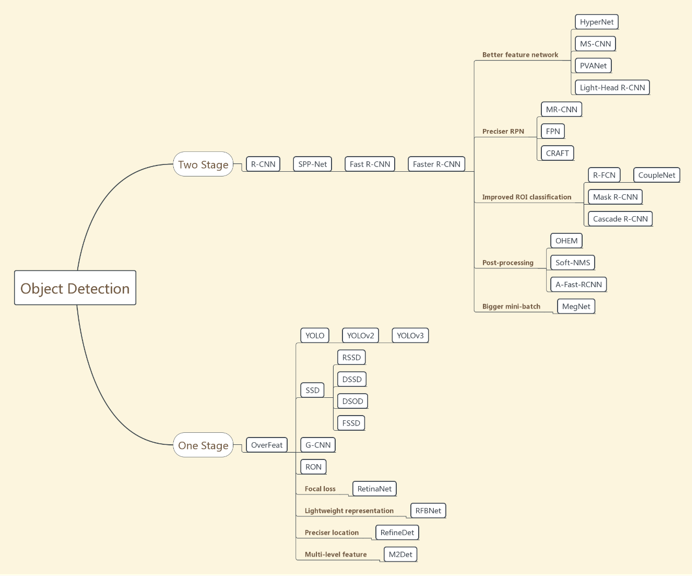 Object Detection
Two Stage
R-CNN
SPP-Net
Fast R-CNN
Faster R-CNN
Better feature network
HyperNet
MS-CNN
PVANet
Light-Head R-CNN
Preciser RPN
MR-CNN
FPN
CRAFT
Improved ROI classification
R-FCN
CoupleNet
Mask R-CNN
Cascade R-CNN
Post-processing
OHEM
Soft-NMS
A-Fast-RCNN
Bigger mini-batch
MegNet
One Stage
OverFeat
YOLO
YOLOv2
YOLOv3
SSD
RSSD
DSSD
DSOD
FSSD
G-CNN
RON
Focal loss
RetinaNet
Lightweight representation
RFBNet
Preciser location
RefineDet
Multi-level feature
M2Det